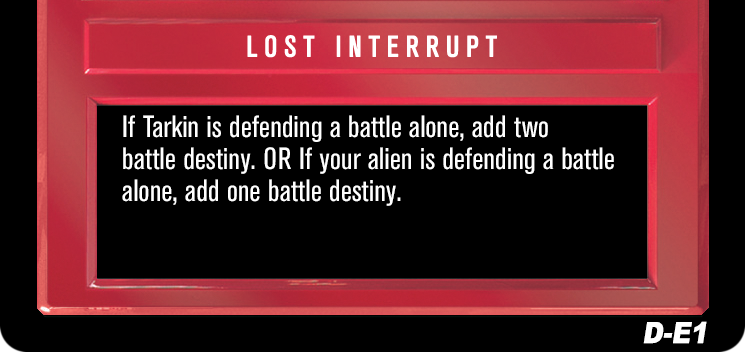 LOST INTERRUPT
If Tarkin is defending a battle alone, add two
battle destiny. OR If your alien is defending a battle
alone, add one battle destiny.
D-E1